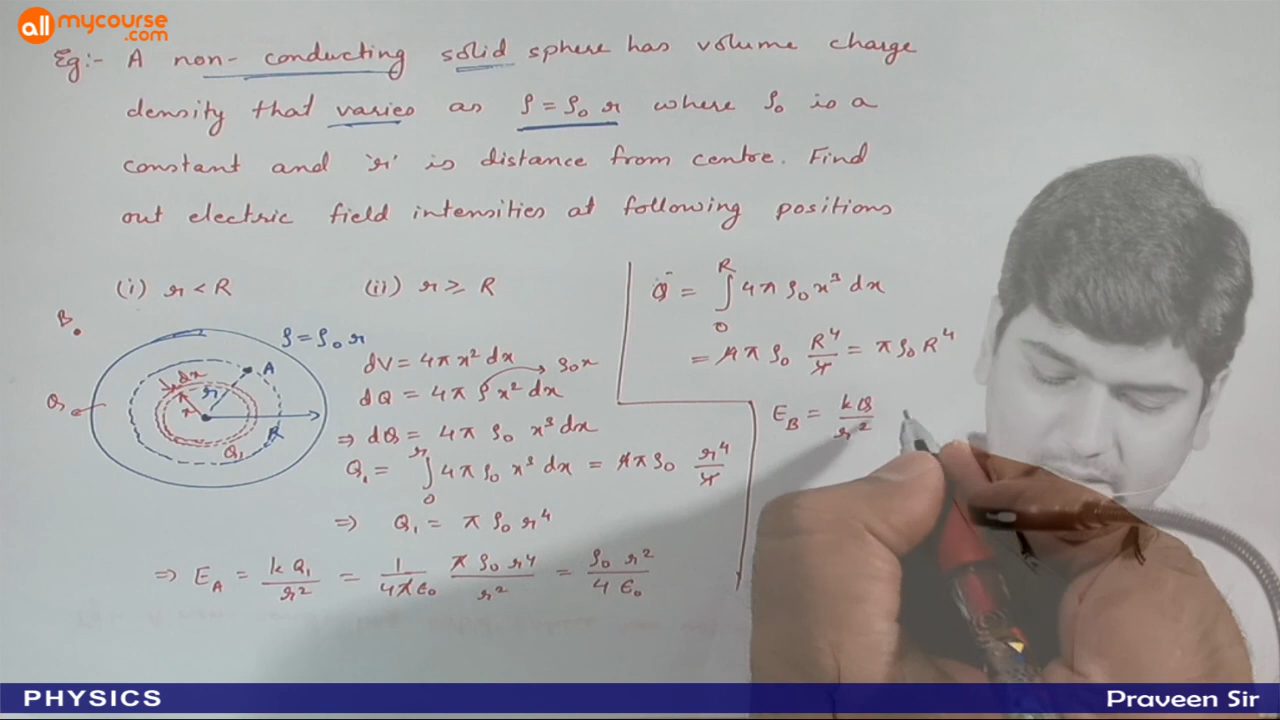 all mycourse.com
Eg:- A non-conducting solid sphere has volume charge
density that varies as ρ = ρ₀ r where ρ₀ is a
constant and 'r' is distance from centre. Find
out electric field intensities at following positions
(i) r < R (ii) r ≥ R
B
ρ = ρ₀ r
A
dx
r
x
R
Q
Q₁
dV = 4π x² dx
dQ = 4π ρ x² dx → ρ₀x
⇒ dQ = 4π ρ₀ x³ dx
Q₁ = ∫₀ʳ 4π ρ₀ x³ dx = 4π ρ₀ r⁴/4
⇒ Q₁ = π ρ₀ r⁴
⇒ E_A = kQ₁/r² = 1/4πε₀ π ρ₀ r⁴/r² = ρ₀ r²/4 ε₀
Q = ∫₀ᴿ 4π ρ₀ x³ dx
= 4π ρ₀ R⁴/4 = π ρ₀ R⁴
E_B = kQ/r²
PHYSICS
Praveen Sir